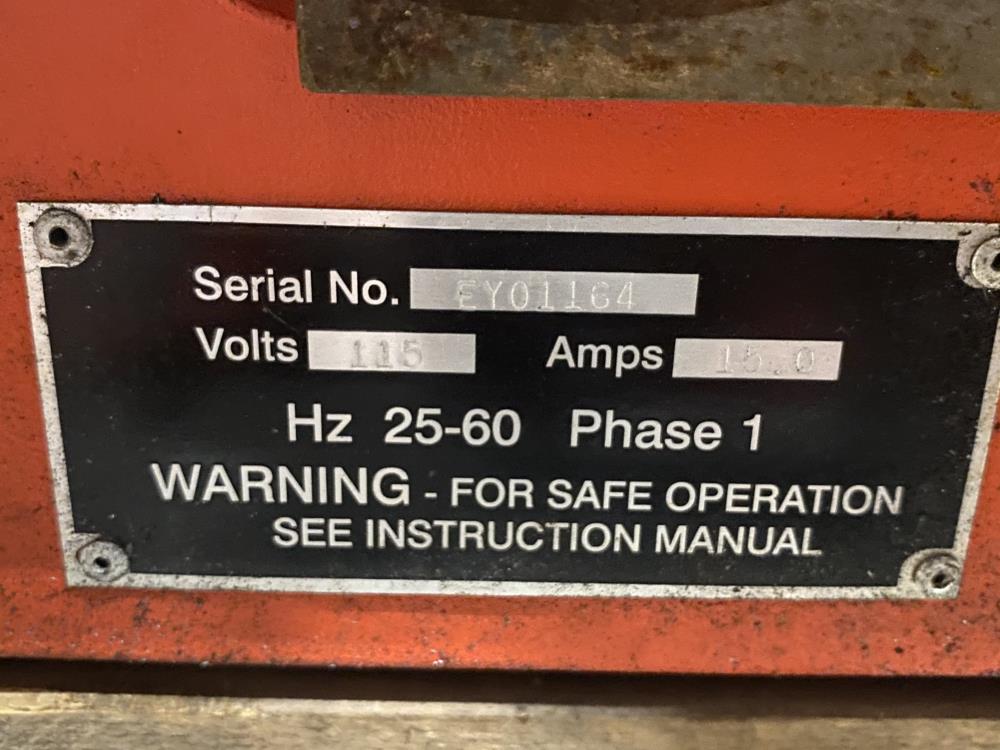 Serial No. EY01164
Volts 115 Amps 15.0
Hz 25-60 Phase 1
WARNING - FOR SAFE OPERATION
SEE INSTRUCTION MANUAL